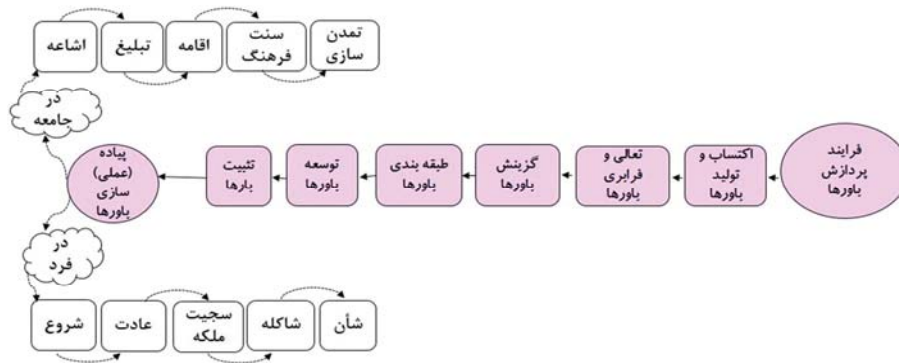 اشاعه
تبلیغ
اقامه
سنت
فرهنگ
تمدن
سازی
در
جامعه
فرایند
پردازش
باورها
اکتساب و
تولید
باورها
تعالی و
فرابری
باورها
گزینش
باورها
طبقه بندی
باورها
توسعه
باورها
تثبیت
بارها
پیاده
(عملی)
سازی
باورها
در
فرد
شروع
عادت
سجیت
ملکه
شاکله
شأن